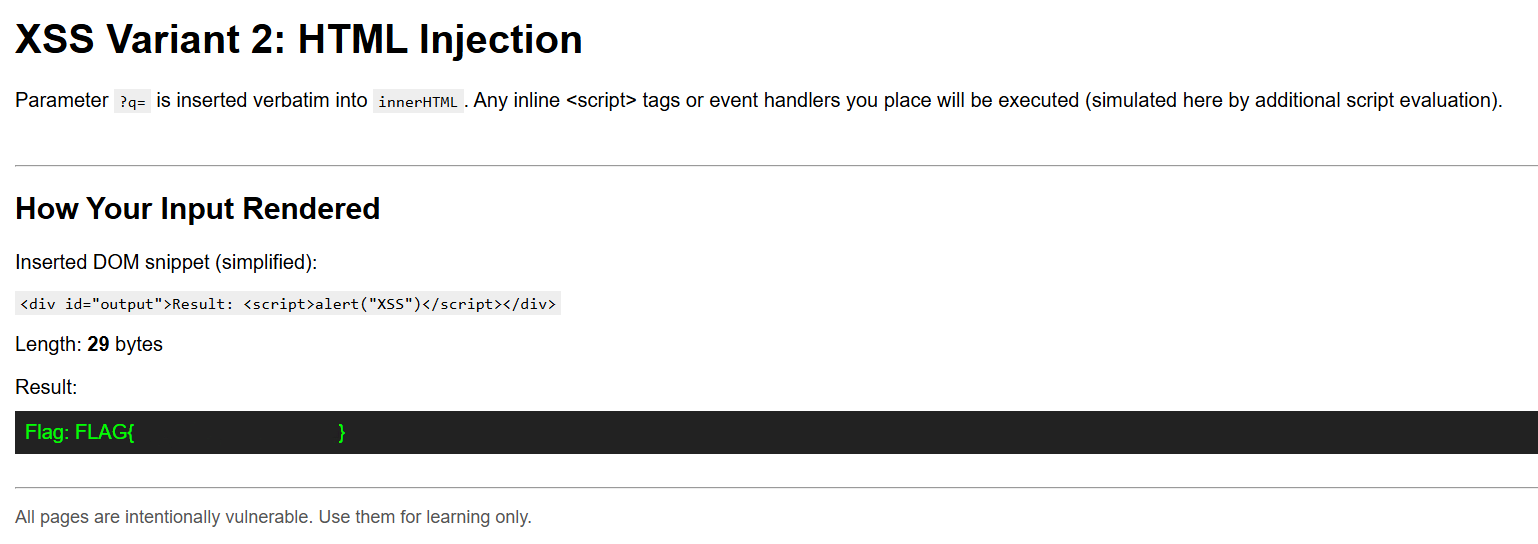 XSS Variant 2: HTML Injection
Parameter ?q= is inserted verbatim into innerHTML. Any inline <script> tags or event handlers you place will be executed (simulated here by additional script evaluation).
How Your Input Rendered
Inserted DOM snippet (simplified):
<div id="output">Result: <script>alert("XSS")</script></div>
Length: 29 bytes
Result:
Flag: FLAG{ }
All pages are intentionally vulnerable. Use them for learning only.